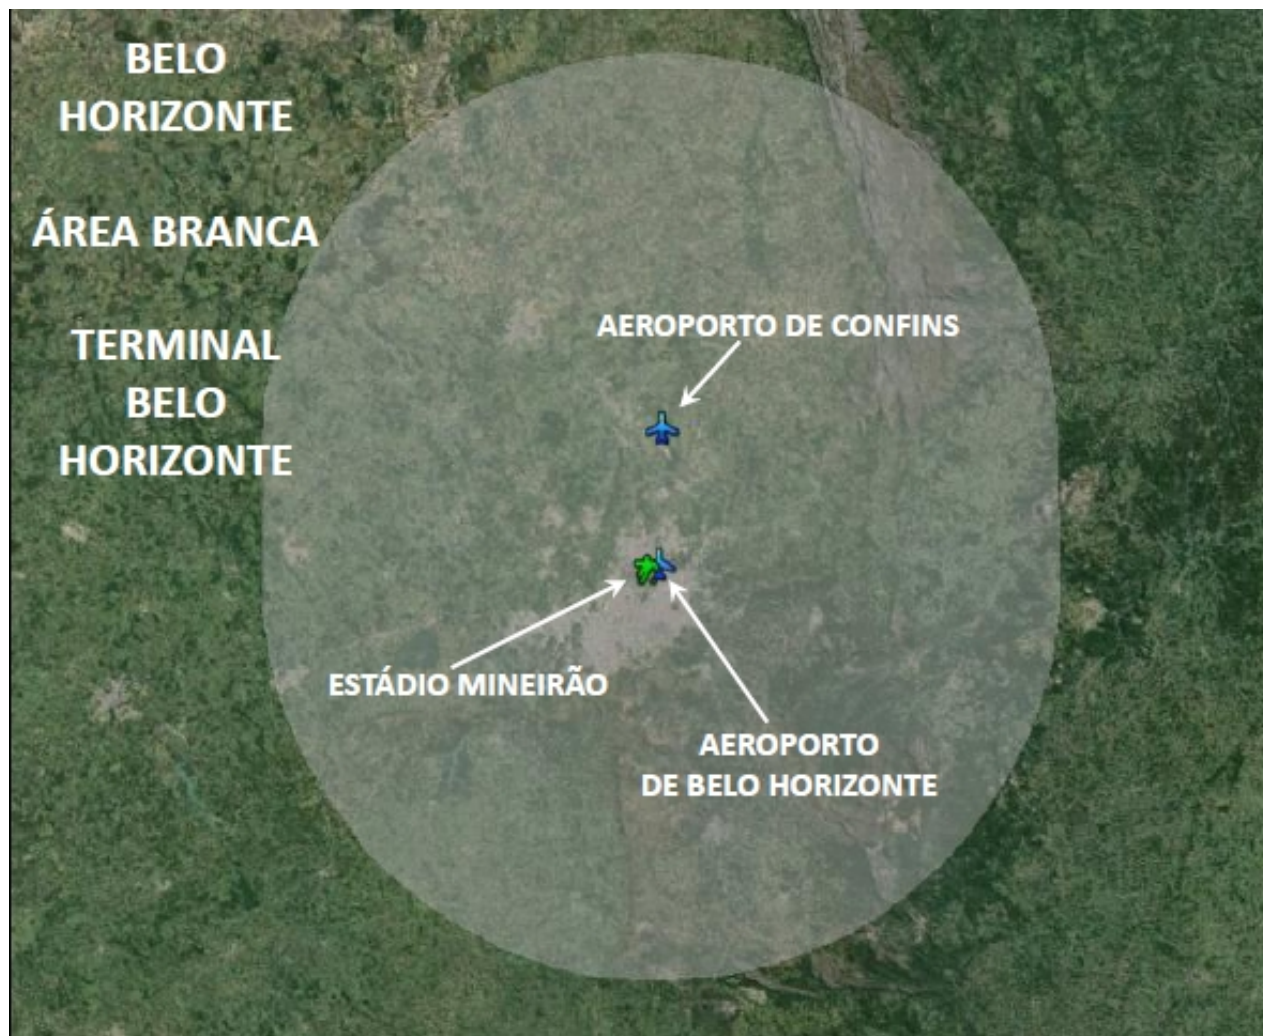 BELO
HORIZONTE
ÁREA BRANCA
TERMINAL
BELO
HORIZONTE
AEROPORTO DE CONFINS
ESTÁDIO MINEIRÃO
AEROPORTO
DE BELO HORIZONTE